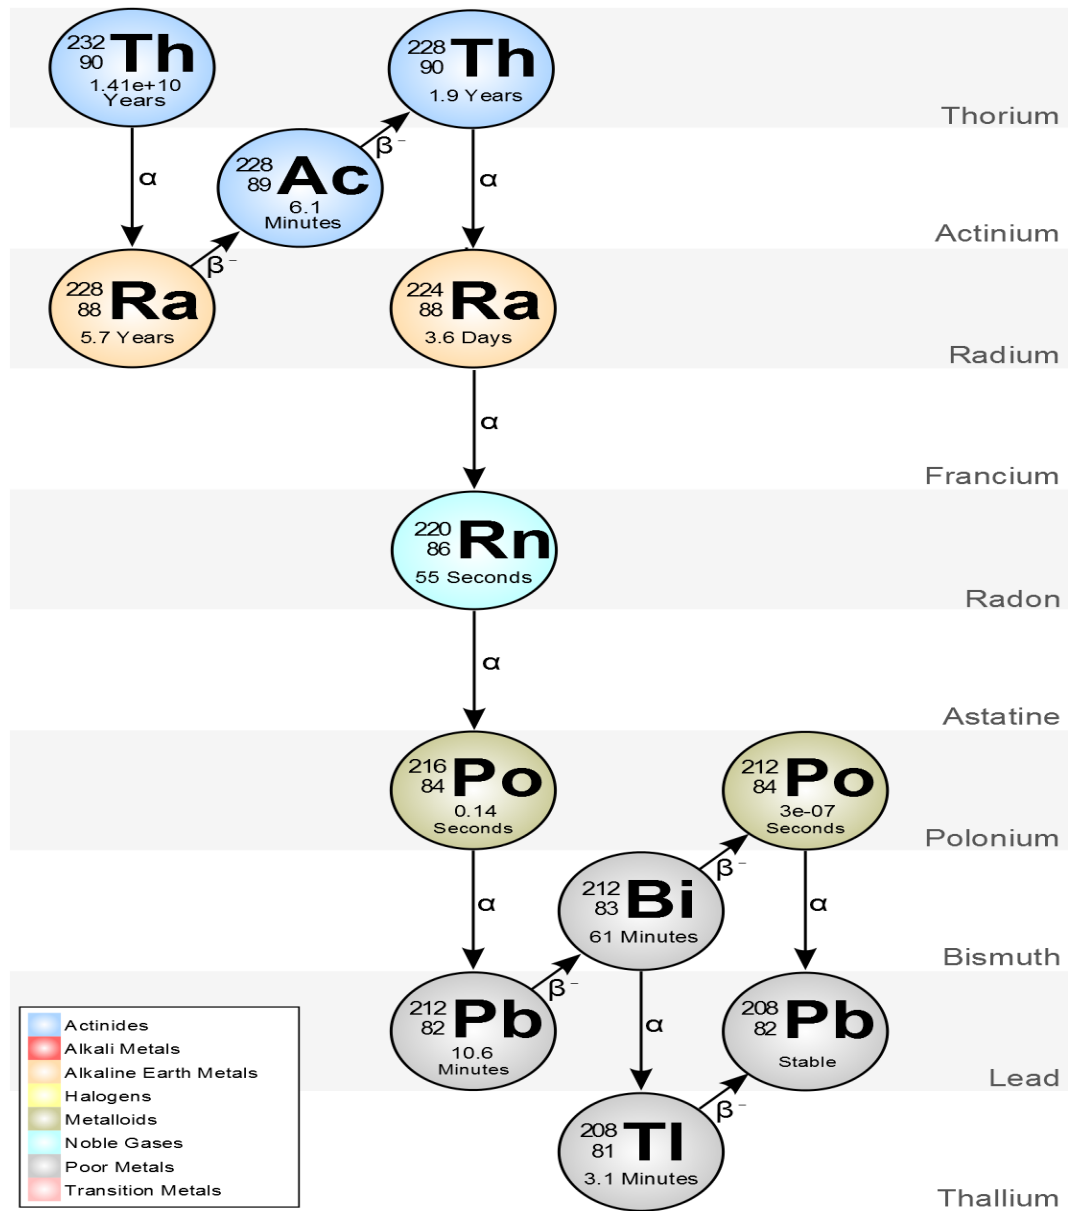 232
90
Th
1.41e+10
Years
228
90
Th
1.9 Years
Thorium
α
β⁻
228
89
Ac
6.1
Minutes
α
Actinium
β⁻
228
88
Ra
5.7 Years
224
88
Ra
3.6 Days
Radium
α
Francium
220
86
Rn
55 Seconds
Radon
α
Astatine
216
84
Po
0.14
Seconds
212
84
Po
3e-07
Seconds
Polonium
α
212
83
Bi
61 Minutes
β⁻
α
Bismuth
212
82
Pb
10.6
Minutes
β⁻
α
208
82
Pb
Stable
Lead
208
81
Tl
3.1 Minutes
β⁻
Thallium
Actinides
Alkali Metals
Alkaline Earth Metals
Halogens
Metalloids
Noble Gases
Poor Metals
Transition Metals